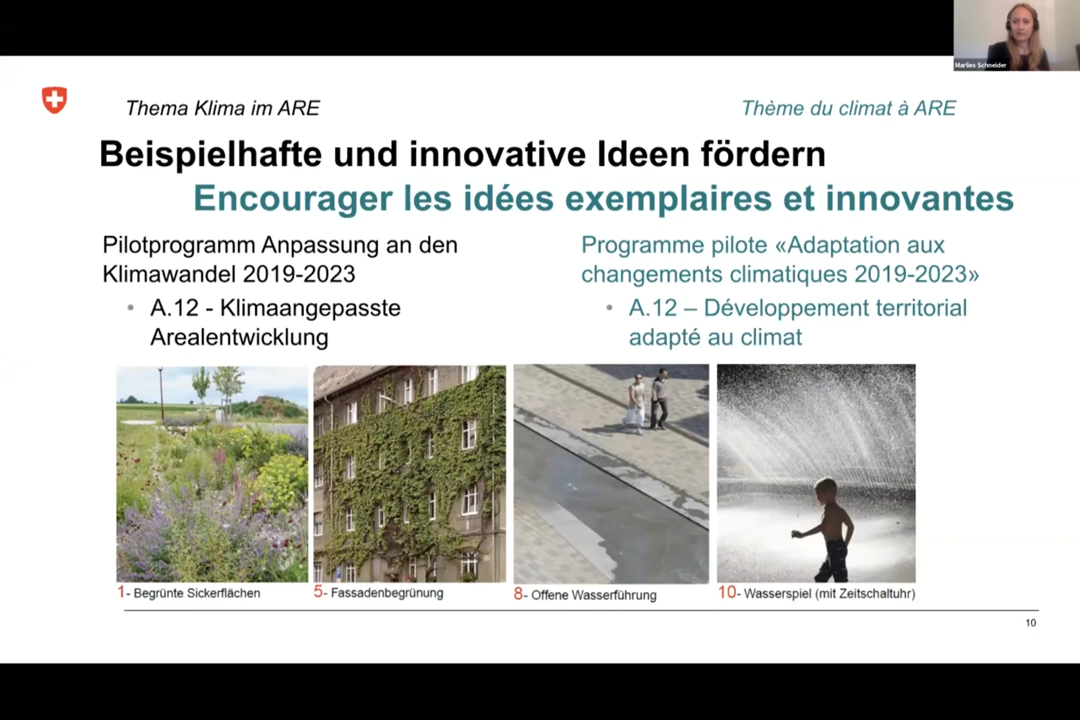 Marlies Schneider
Thema Klima im ARE
Thème du climat à ARE
Beispielhafte und innovative Ideen fördern
Encourager les idées exemplaires et innovantes
Pilotprogramm Anpassung an den
Klimawandel 2019-2023
• A.12 - Klimaangepasste
Arealentwicklung
Programme pilote «Adaptation aux
changements climatiques 2019-2023»
• A.12 – Développement territorial
adapté au climat
1- Begrünte Sickerflächen
5- Fassadenbegrünung
8- Offene Wasserführung
10- Wasserspiel (mit Zeitschaltuhr)
10